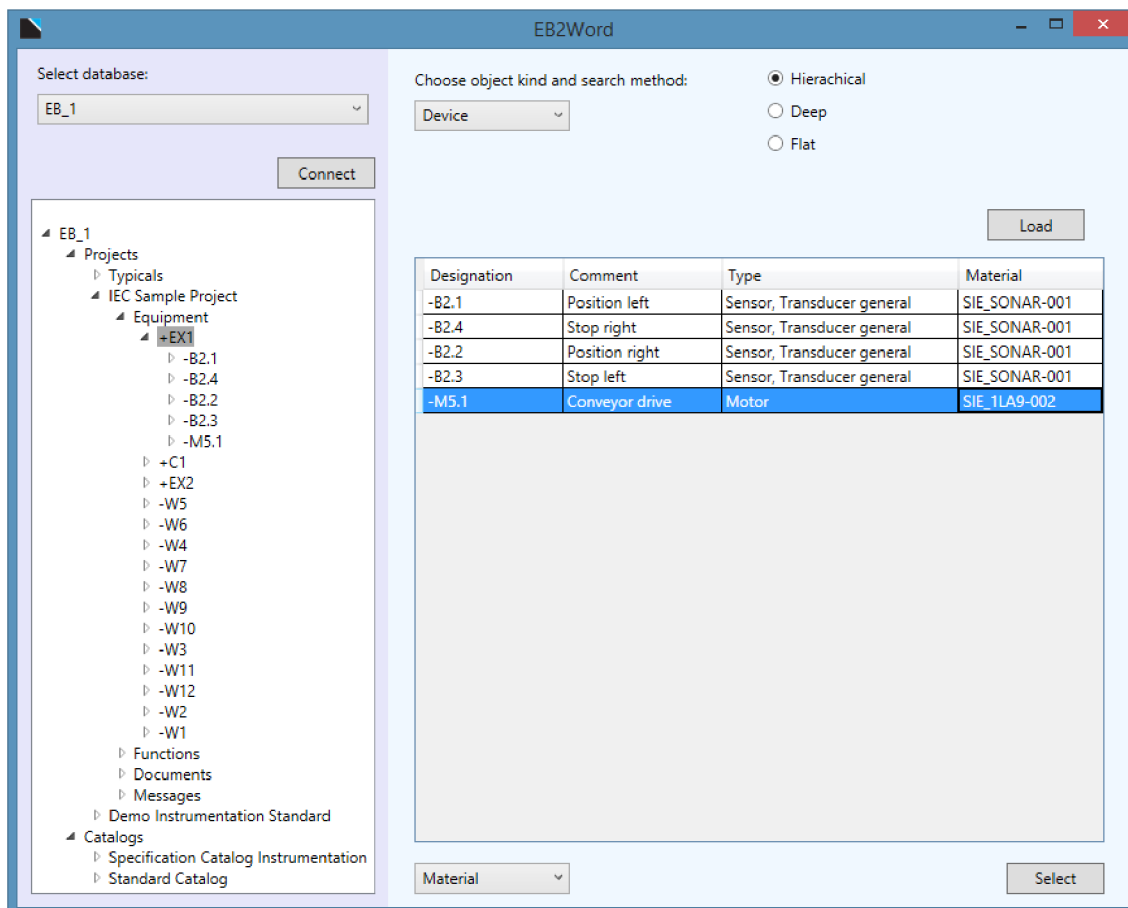 EB2Word
Select database:
EB_1
Connect
EB_1
Projects
Typicals
IEC Sample Project
Equipment
+EX1
-B2.1
-B2.4
-B2.2
-B2.3
-M5.1
+C1
+EX2
-W5
-W6
-W4
-W7
-W8
-W9
-W10
-W3
-W11
-W12
-W2
-W1
Functions
Documents
Messages
Demo Instrumentation Standard
Catalogs
Specification Catalog Instrumentation
Standard Catalog
Choose object kind and search method:
Device
Hierachical
Deep
Flat
Load
Designation Comment Type Material
-B2.1 Position left Sensor, Transducer general SIE_SONAR-001
-B2.4 Stop right Sensor, Transducer general SIE_SONAR-001
-B2.2 Position right Sensor, Transducer general SIE_SONAR-001
-B2.3 Stop left Sensor, Transducer general SIE_SONAR-001
-M5.1 Conveyor drive Motor SIE_1LA9-002
Material
Select